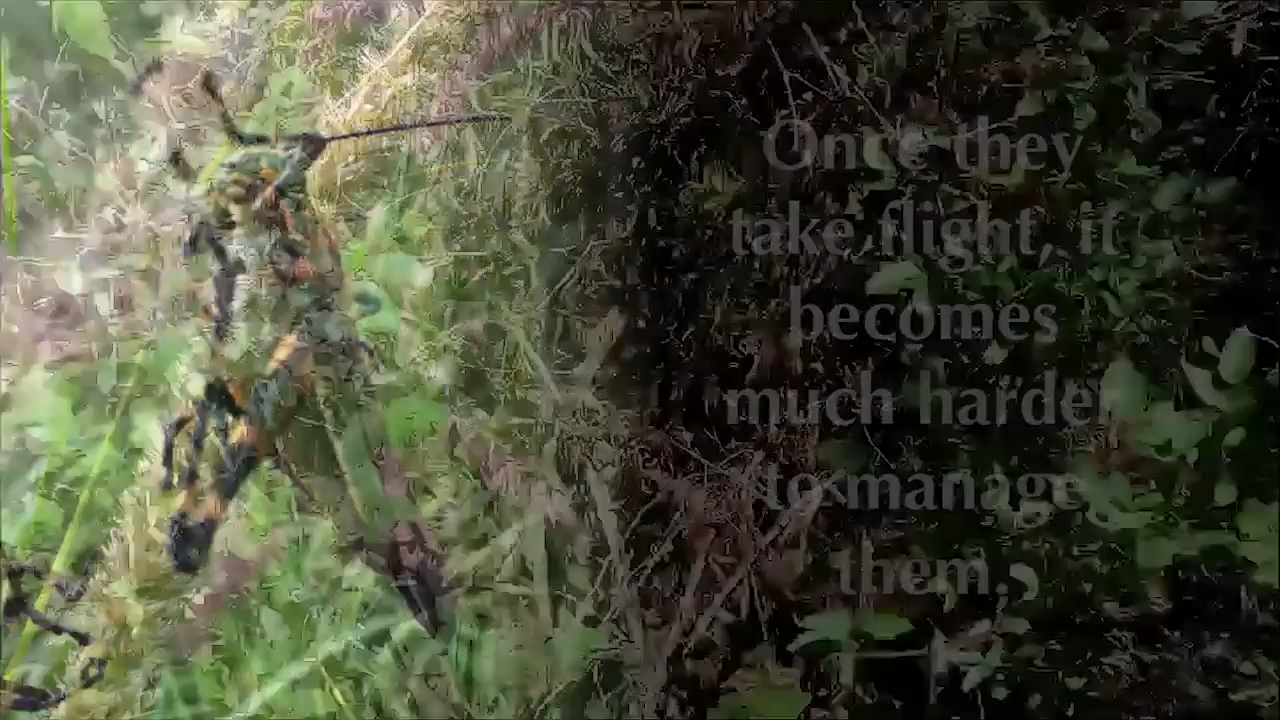 Once they
take flight, it
becomes
much harder
to manage
them.